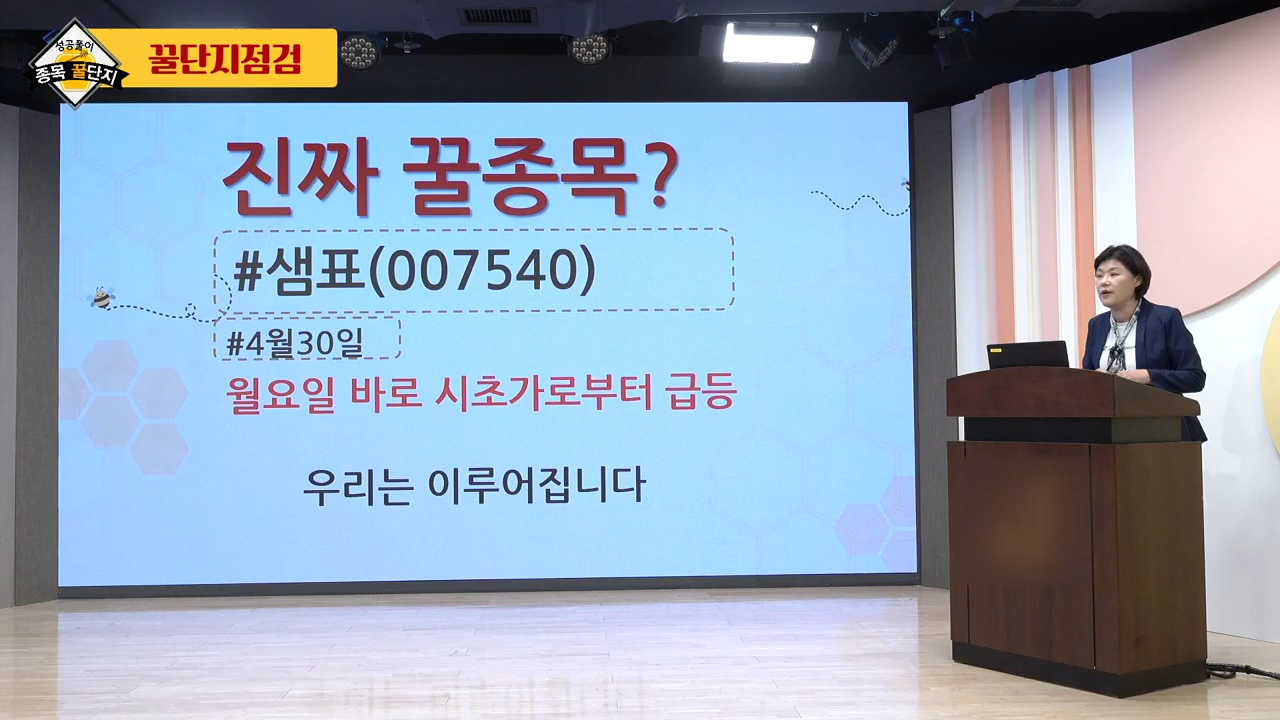 성공풀이
종목 꿀단지
꿀단지점검
진짜 꿀종목?
#샘표(007540)
#4월30일
월요일 바로 시초가로부터 급등
우리는 이루어집니다